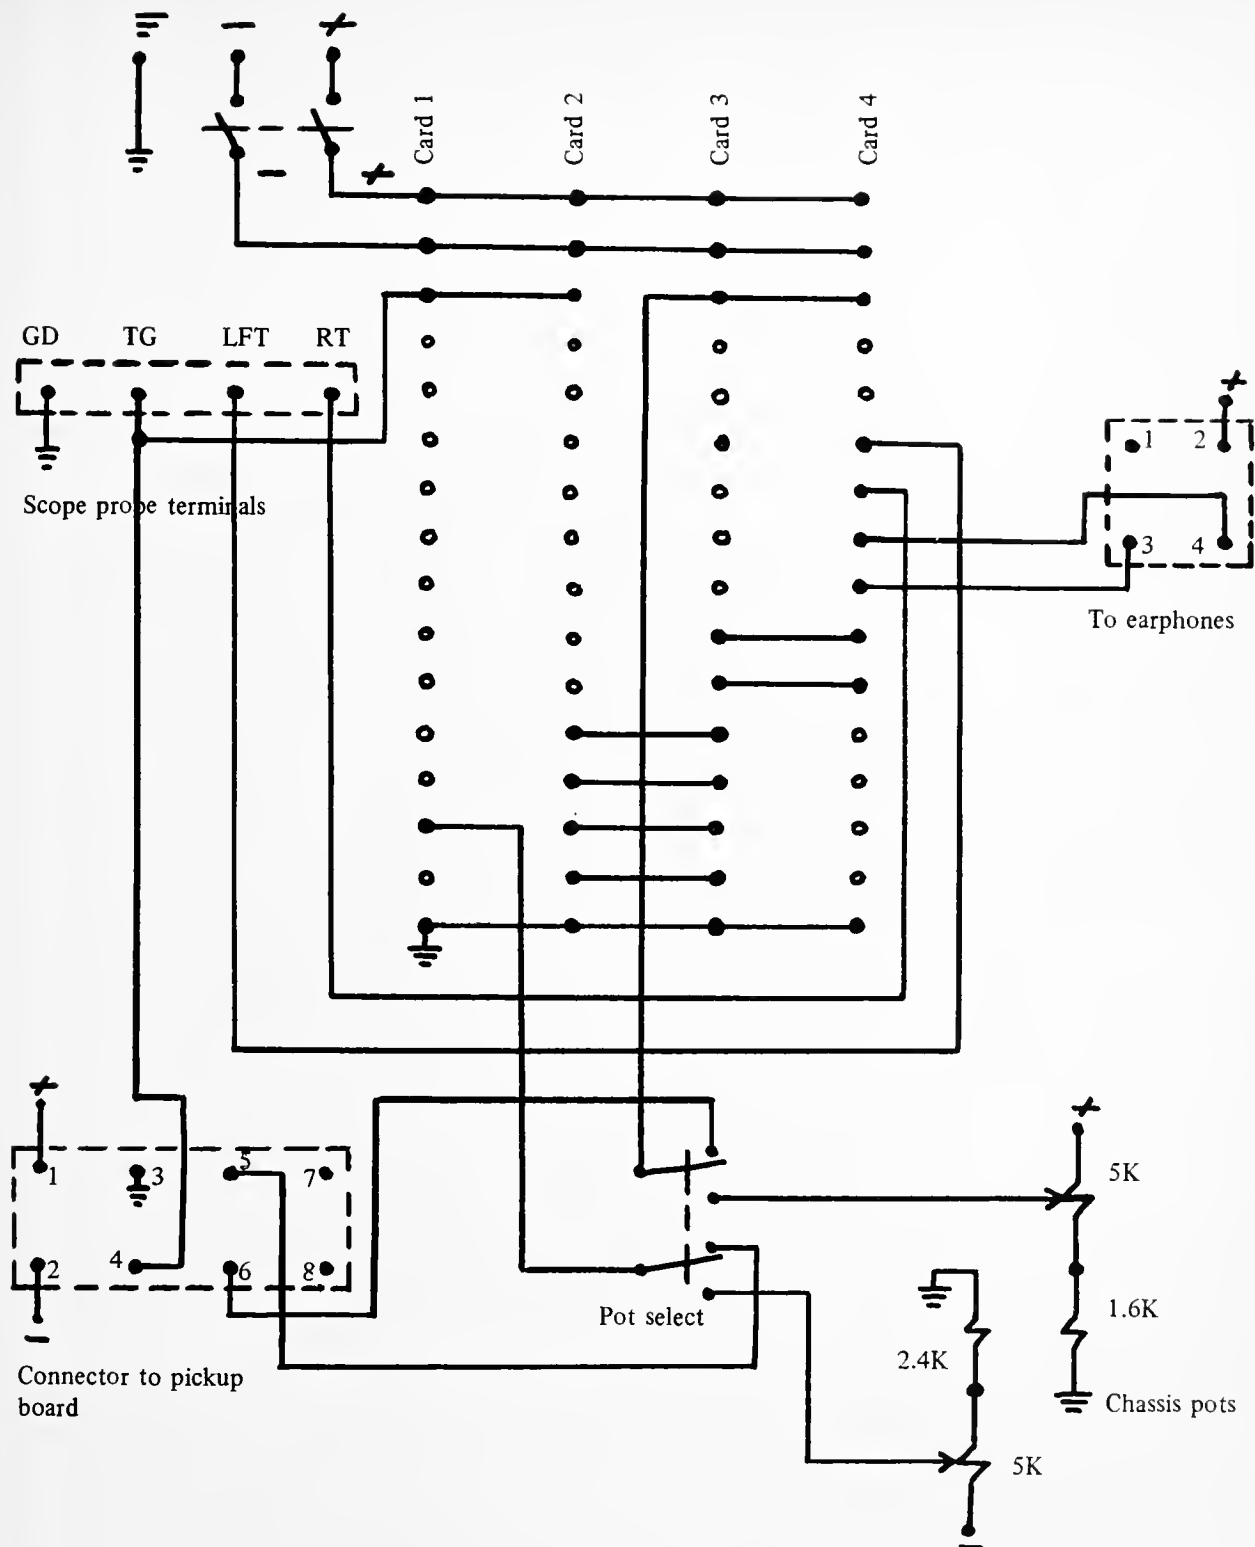 − +
− +
Card 1
Card 2
Card 3
Card 4
GD TG LFT RT
Scope probe terminals
+
1 2
3 4
To earphones
+
1 3 5 7
2 4 6 8
−
Connector to pickup
board
Pot select
+
5K
1.6K
2.4K
Chassis pots
5K
−